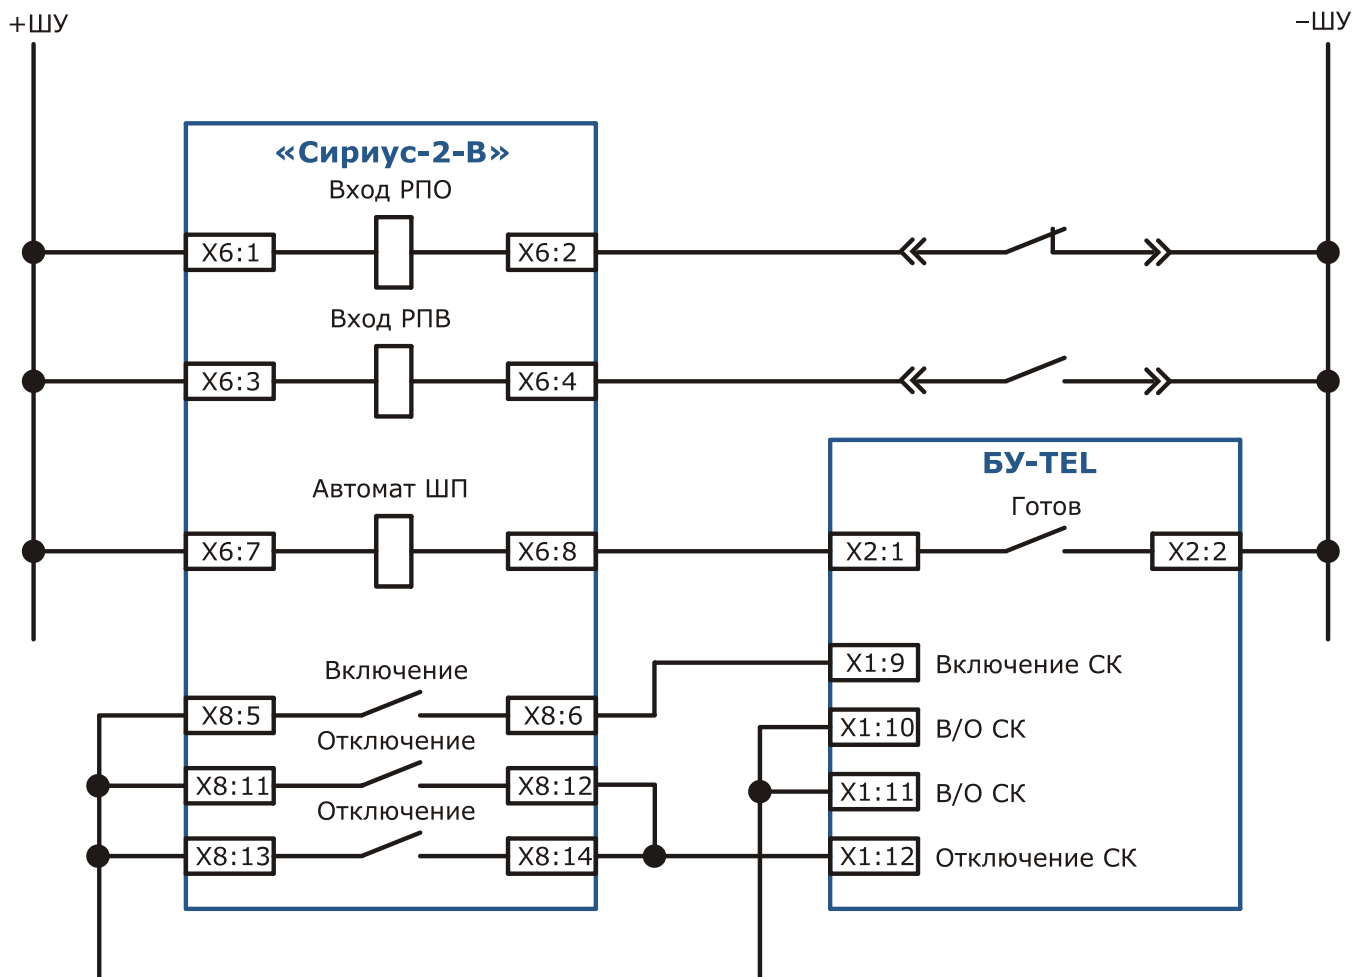 +ШУ
–ШУ
«Сириус-2-В»
Вход РПО
X6:1
X6:2
Вход РПВ
X6:3
X6:4
БУ-TEL
Автомат ШП
Готов
X6:7
X6:8
X2:1
X2:2
Включение
X1:9 Включение СК
X8:5
X8:6
X1:10 В/О СК
Отключение
X8:11
X8:12
X1:11 В/О СК
Отключение
X8:13
X8:14
X1:12 Отключение СК